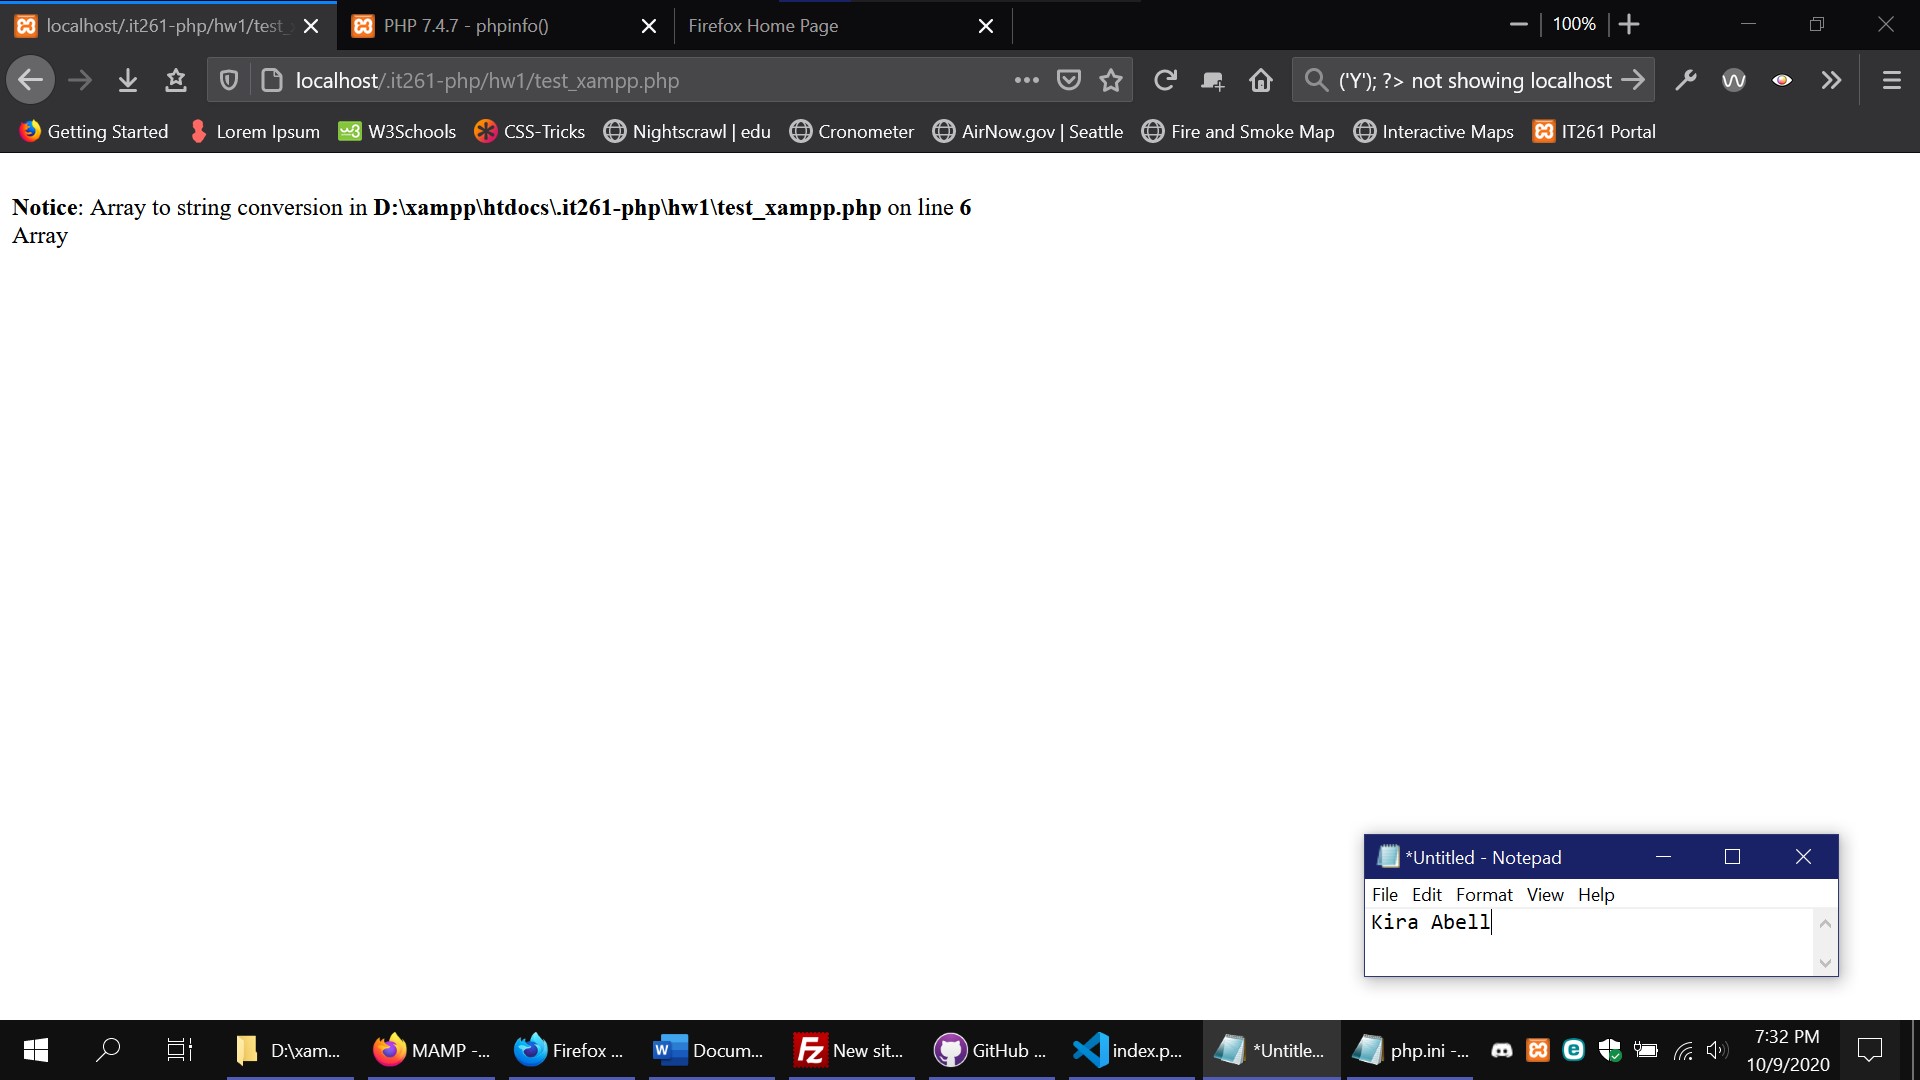 localhost/.it261-php/hw1/test_
PHP 7.4.7 - phpinfo()
Firefox Home Page
100%
localhost/.it261-php/hw1/test_xampp.php
('Y'); ?> not showing localhost
Getting Started
Lorem Ipsum
W3Schools
CSS-Tricks
Nightscrawl | edu
Cronometer
AirNow.gov | Seattle
Fire and Smoke Map
Interactive Maps
IT261 Portal
Notice: Array to string conversion in D:\xampp\htdocs\.it261-php\hw1\test_xampp.php on line 6
Array
*Untitled - Notepad
File Edit Format View Help
Kira Abell
D:\xam...
MAMP -...
Firefox ...
Docum...
New sit...
GitHub ...
index.p...
*Untitle...
php.ini -...
7:32 PM
10/9/2020